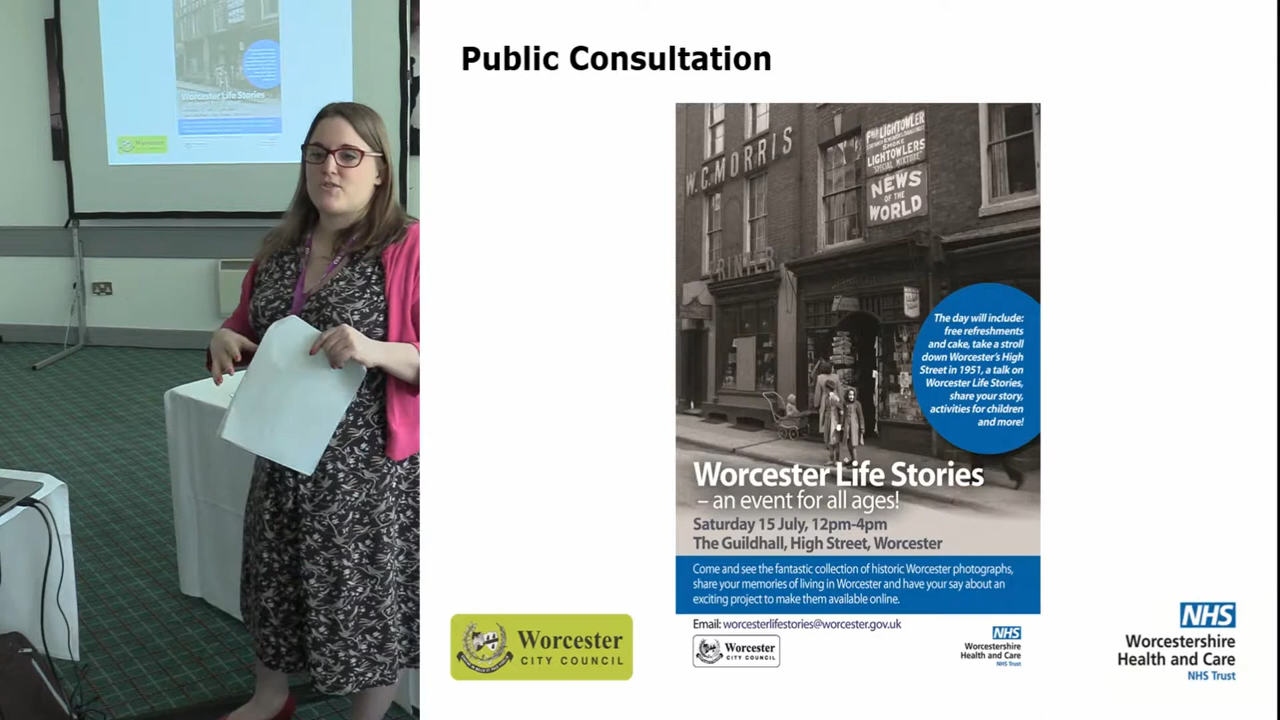 Public Consultation
W.C.MORRIS
PRINTER
LIGHTOWLER
SMOKE
LIGHTOWLERS
"SPECIAL MIXTURE"
NEWS
OF THE
WORLD
The day will include:
free refreshments
and cake, take a stroll
down Worcester's High
Street in 1951, a talk on
Worcester Life Stories,
share your story,
activities for children
and more!
Worcester Life Stories
– an event for all ages!
Saturday 15 July, 12pm-4pm
The Guildhall, High Street, Worcester
Come and see the fantastic collection of historic Worcester photographs,
share your memories of living in Worcester and have your say about an
exciting project to make them available online.
Email: worcesterlifestories@worcester.gov.uk
Worcester
CITY COUNCIL
NHS
Worcestershire
Health and Care
NHS Trust
Worcester
CITY COUNCIL
NHS
Worcestershire
Health and Care
NHS Trust
Worcester Life Stories
Worcester